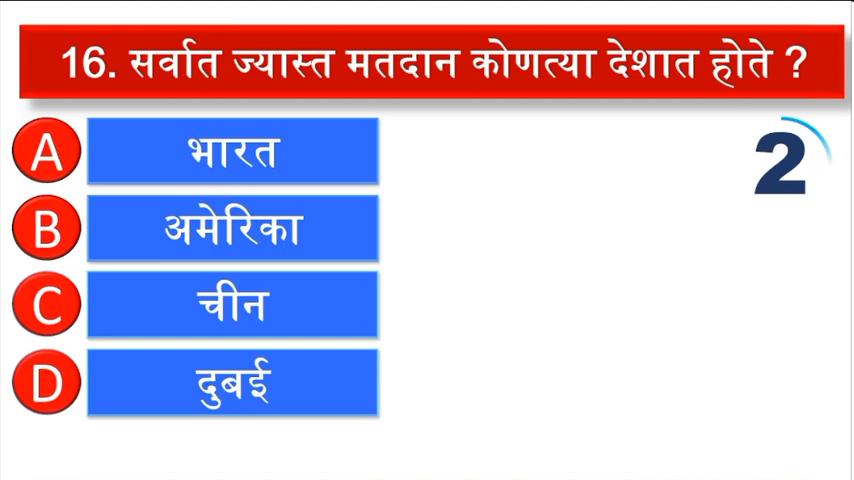 16. सर्वात ज्यास्त मतदान कोणत्या देशात होते ?
2
A भारत
B अमेरिका
C चीन
D दुबई